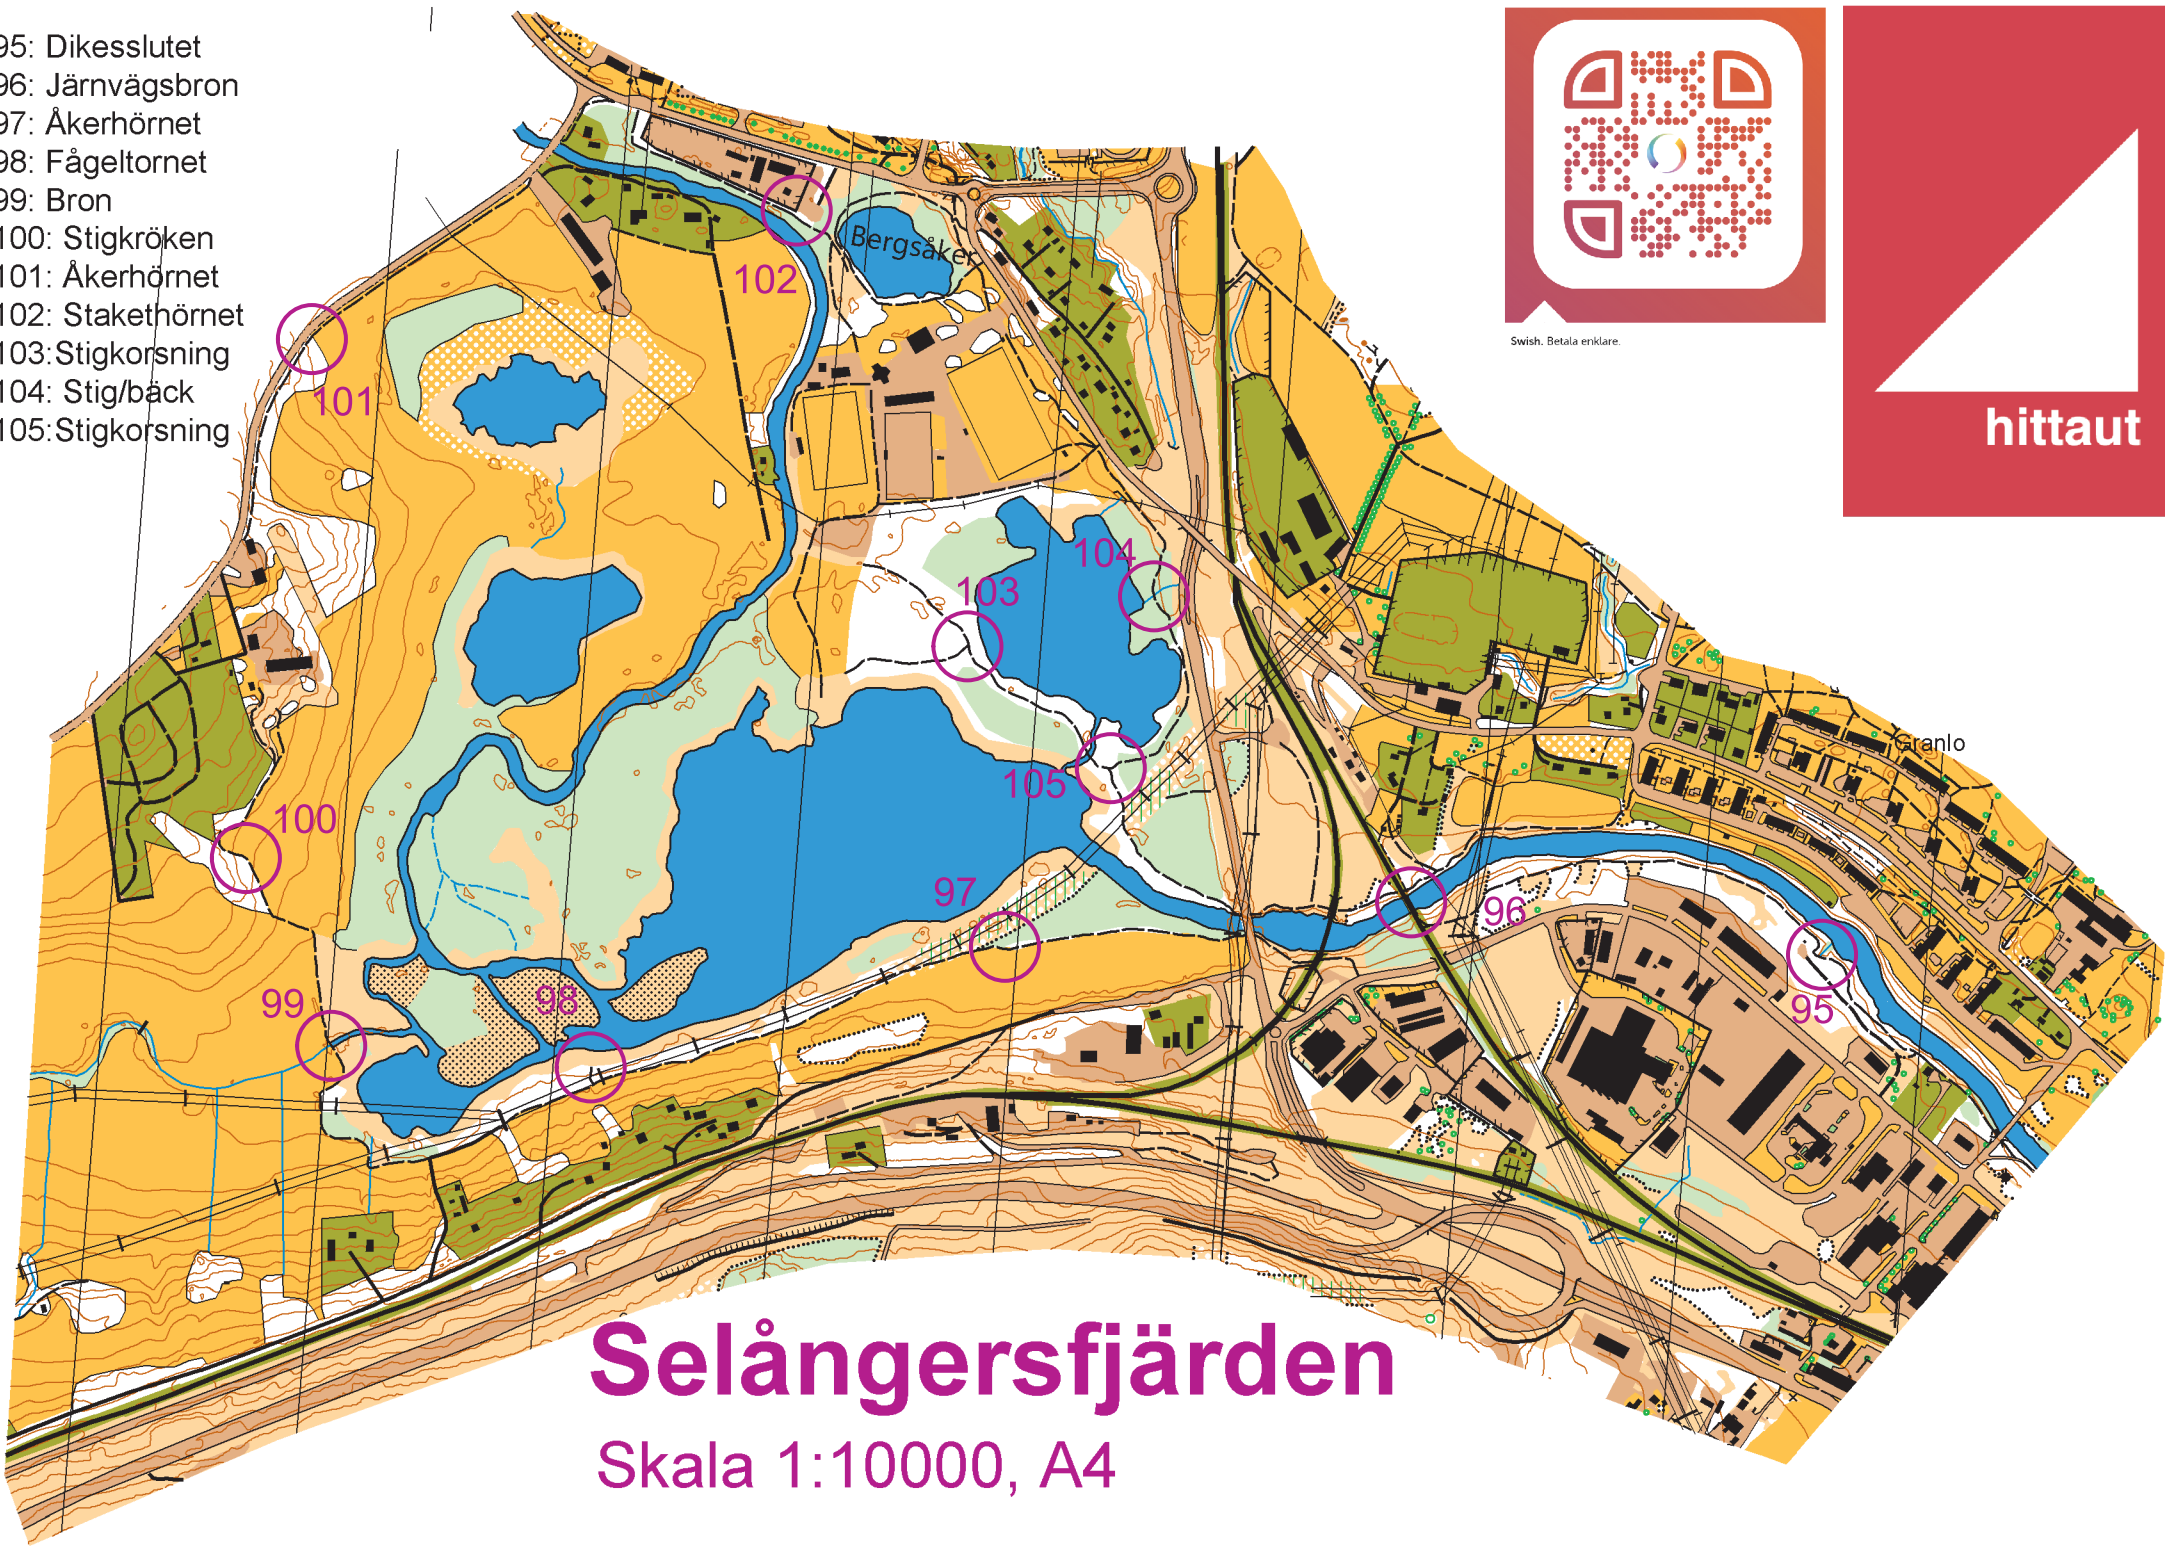 95: Dikesslutet
96: Järnvägsbron
97: Åkerhörnet
98: Fågeltornet
99: Bron
100: Stigkröken
101: Åkerhörnet
102: Stakethörnet
103:Stigkorsning
104: Stig/bäck
105:Stigkorsning
Swish. Betala enklare.
hittaut
Bergsåker
102
101
104
103
Granlo
105
100
97
96
99
98
95
Selångersfjärden
Skala 1:10000, A4